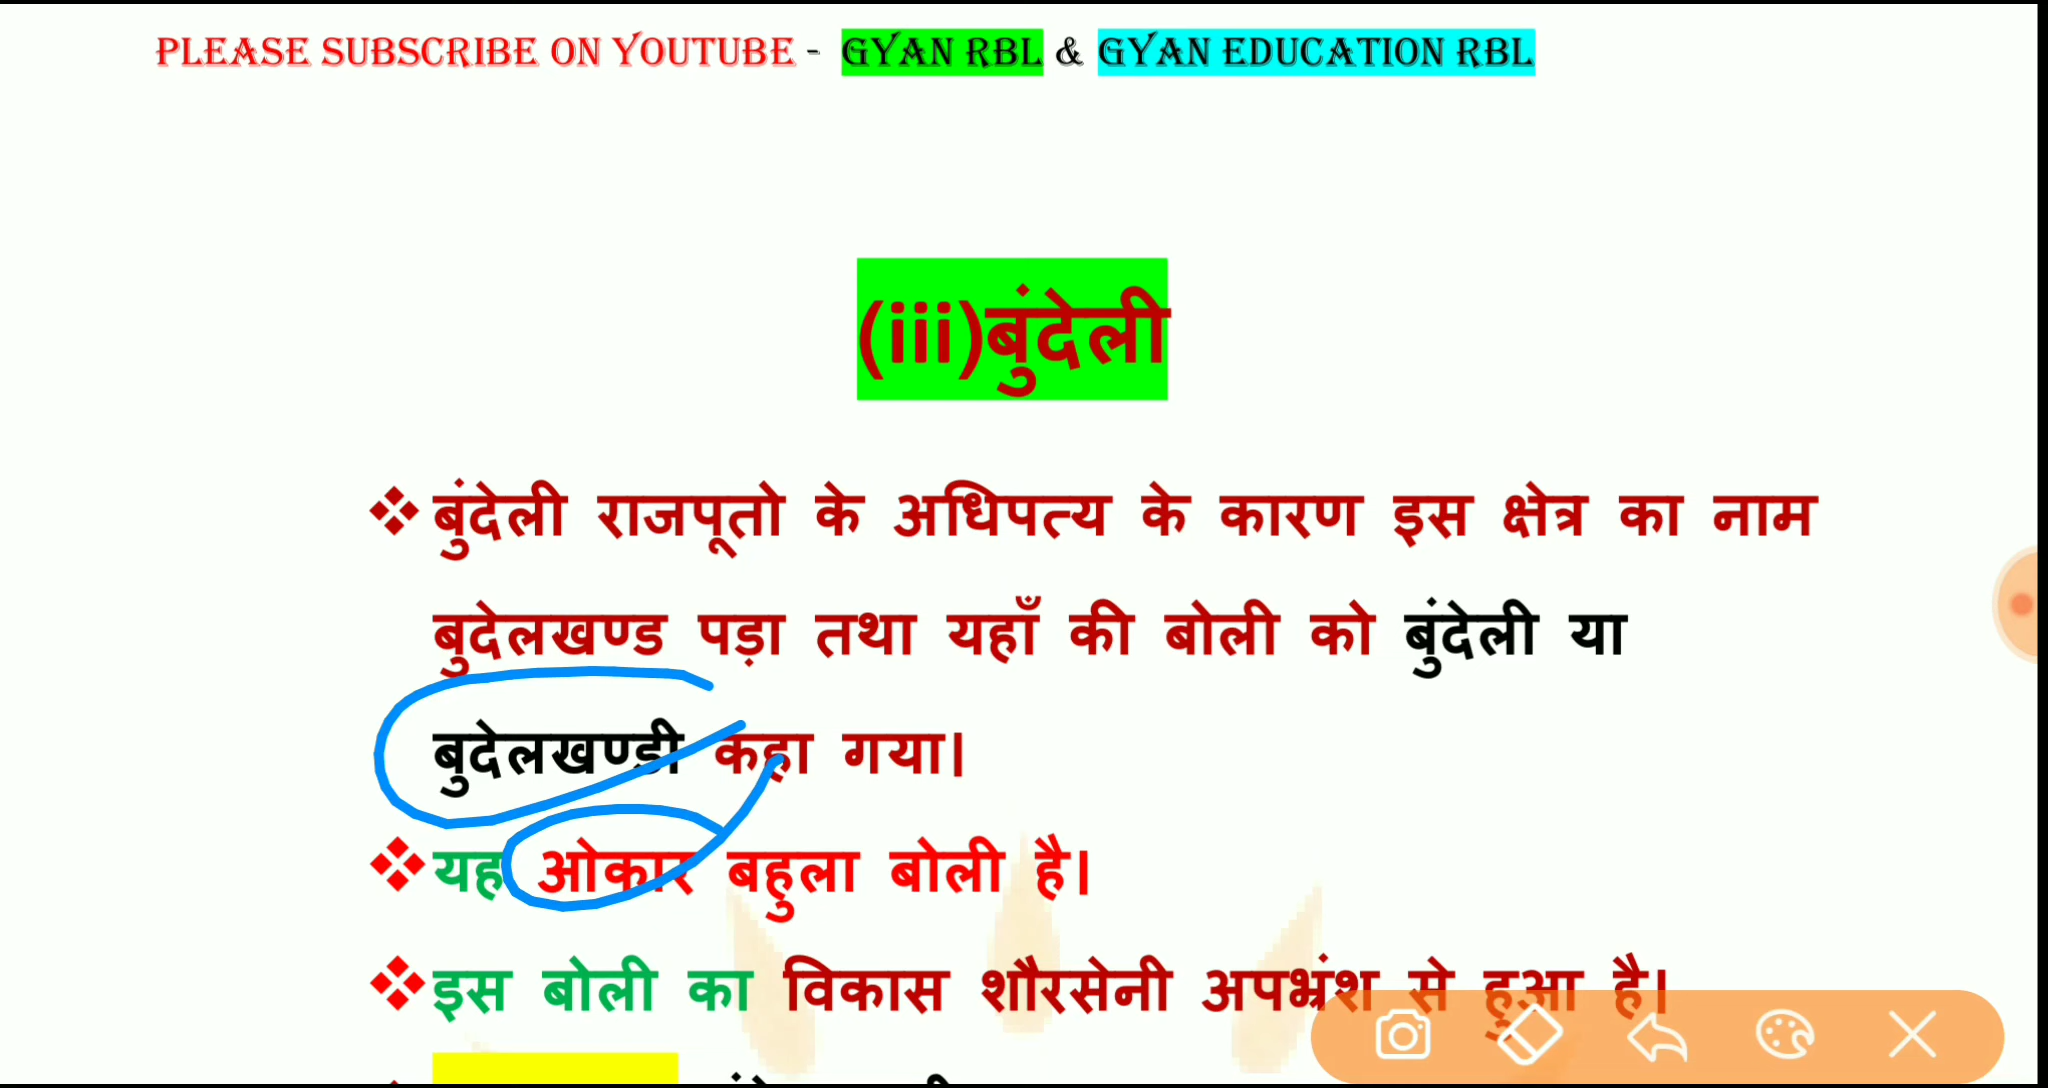 PLEASE SUBSCRIBE ON YOUTUBE - GYAN RBL & GYAN EDUCATION RBL
(iii)बुंदेली
❖ बुंदेली राजपूतो के अधिपत्य के कारण इस क्षेत्र का नाम
बुदेलखण्ड पड़ा तथा यहाँ की बोली को बुंदेली या
बुदेलखण्डी कहा गया।
❖ यह ओकार बहुला बोली है।
❖ इस बोली का विकास शौरसेनी अपभ्रंश से हुआ है।